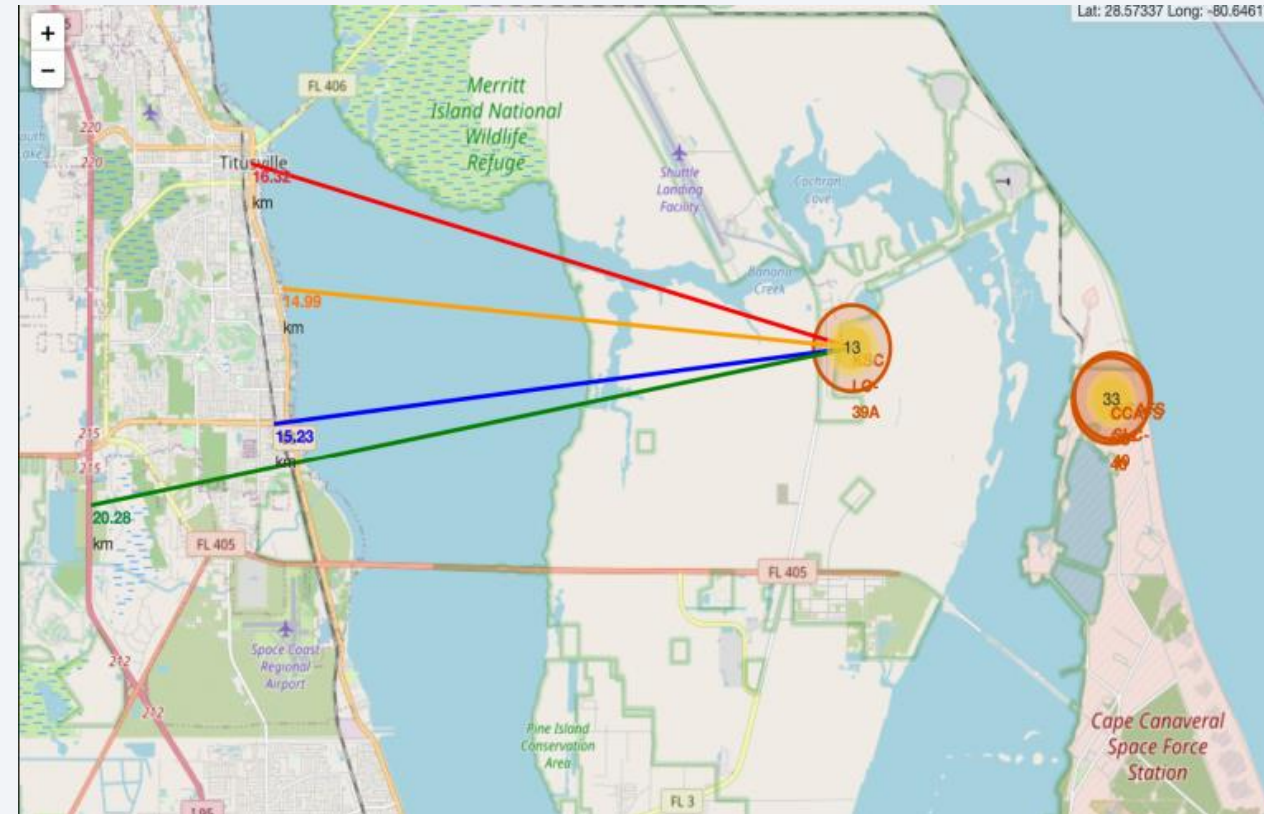 +
−
Lat: 28.57337 Long: -80.6461
FL 406
Merritt
Island National
Wildlife
Refuge
220
220
Titusville
16.32
km
Shuttle
Landing
Facility
Cochran
Cove
Banana
Creek
14.99
km
13
KSC
LC-
39A
33
CCAFS
40
215
15.23
km
215
20.28
km
FL 405
FL 405
Space Coast
Regional
Airport
212
212
Pine Island
Conservation
Area
FL 3
Cape Canaveral
Space Force
Station
I 95